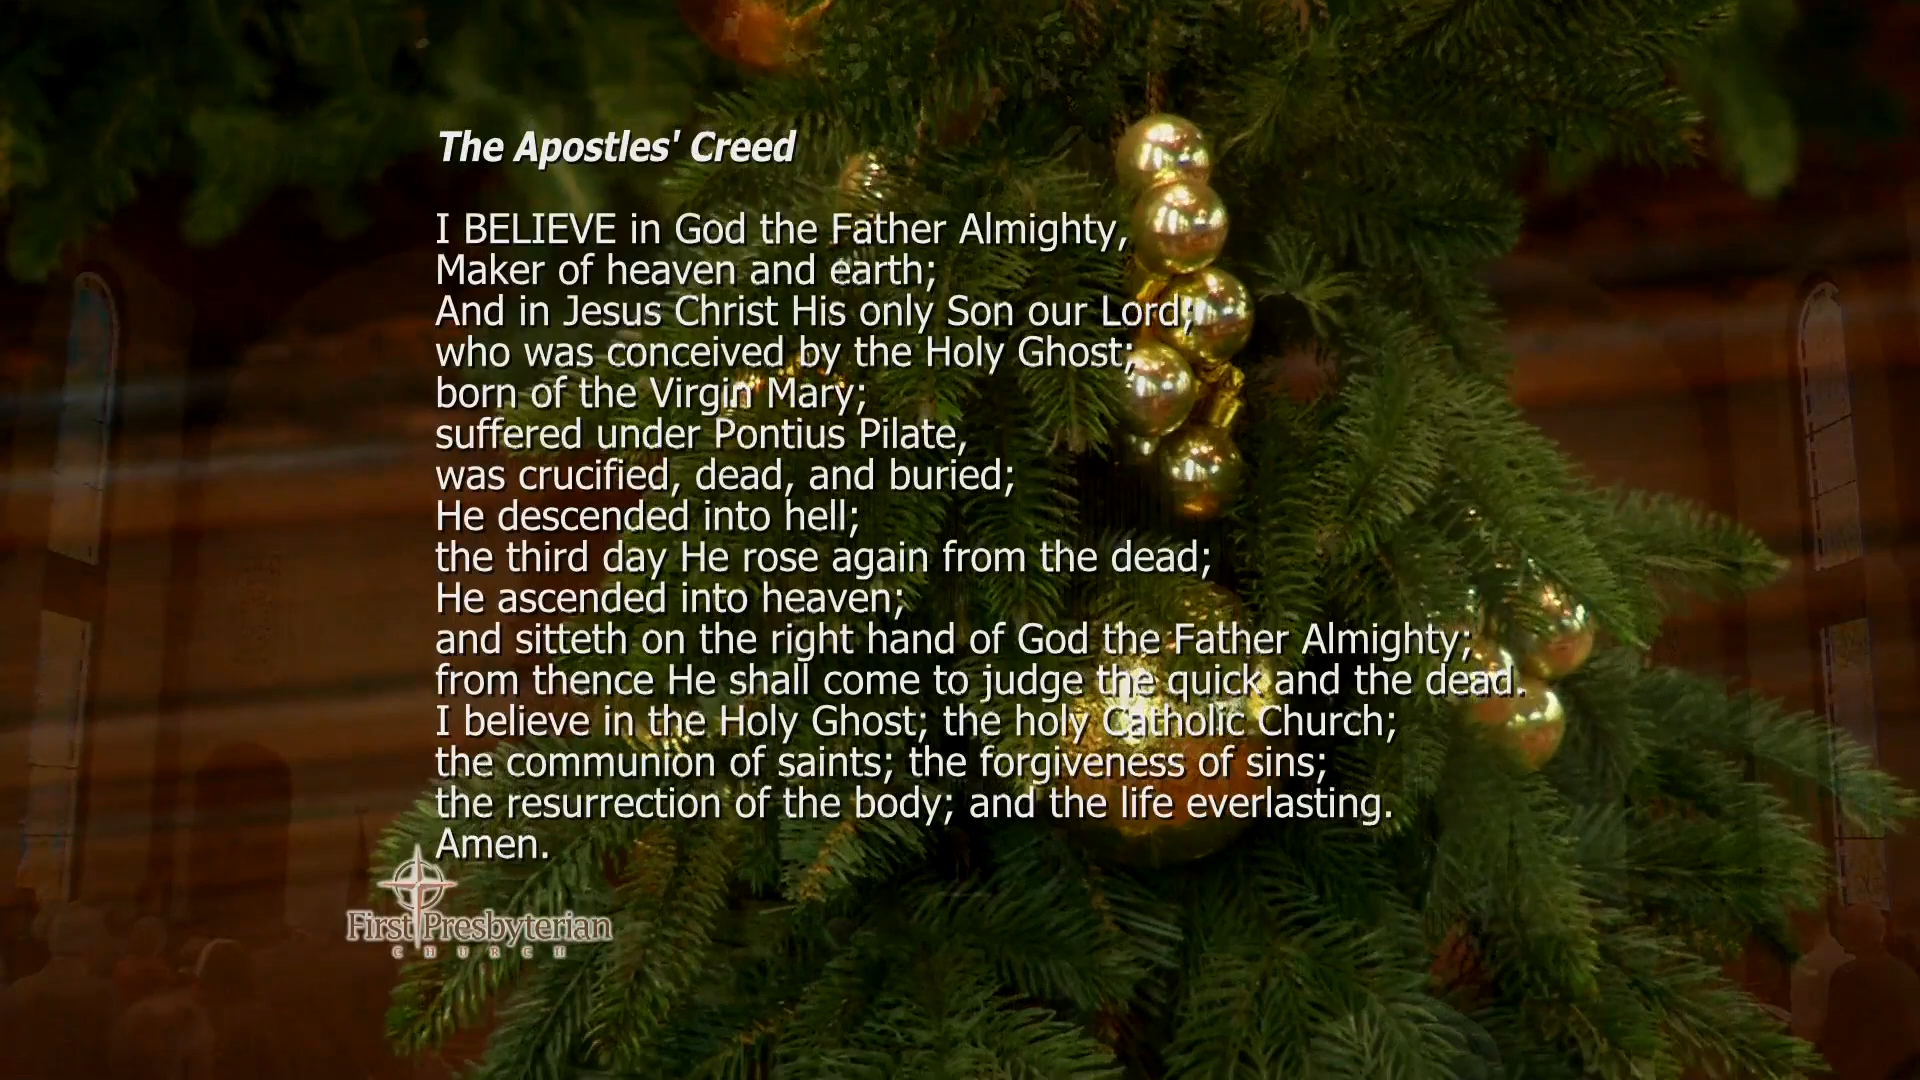 The Apostles' Creed
I BELIEVE in God the Father Almighty,
Maker of heaven and earth;
And in Jesus Christ His only Son our Lord;
who was conceived by the Holy Ghost;
born of the Virgin Mary;
suffered under Pontius Pilate,
was crucified, dead, and buried;
He descended into hell;
the third day He rose again from the dead;
He ascended into heaven;
and sitteth on the right hand of God the Father Almighty;
from thence He shall come to judge the quick and the dead.
I believe in the Holy Ghost; the holy Catholic Church;
the communion of saints; the forgiveness of sins;
the resurrection of the body; and the life everlasting.
Amen.
First Presbyterian
CHURCH